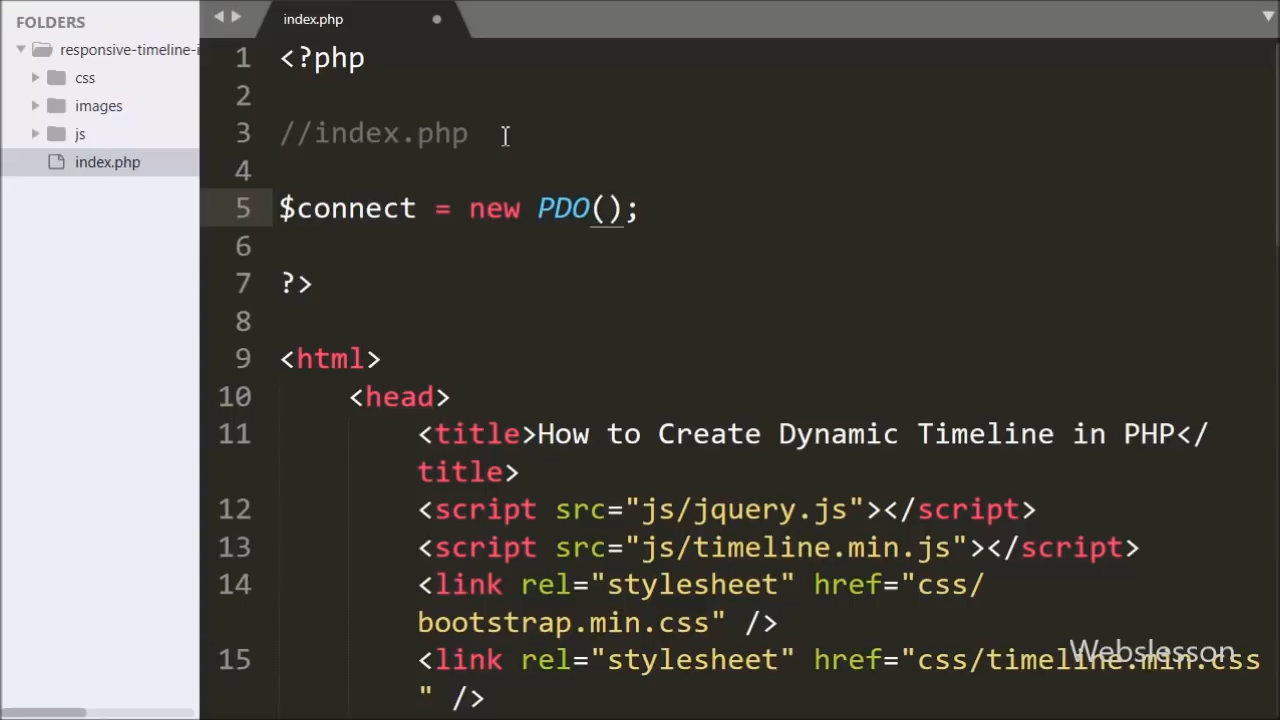 FOLDERS
responsive-timeline-i
css
images
js
index.php
index.php
1 <?php
2
3 //index.php
4
5 $connect = new PDO();
6
7 ?>
8
9 <html>
10 <head>
11 <title>How to Create Dynamic Timeline in PHP</
title>
12 <script src="js/jquery.js"></script>
13 <script src="js/timeline.min.js"></script>
14 <link rel="stylesheet" href="css/
bootstrap.min.css" />
15 <link rel="stylesheet" href="css/timeline.min.css
" />
Webslesson